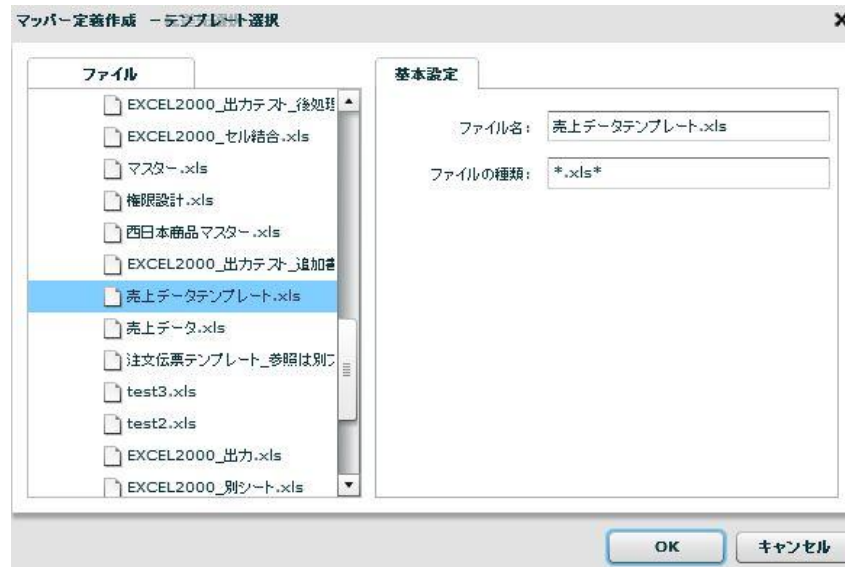 マッパー定義作成 －テンプレート選択
ファイル
EXCEL2000_出力テスト_後処理
EXCEL2000_セル結合.xls
マスター.xls
権限設計.xls
西日本商品マスター.xls
EXCEL2000_出力テスト_追加書
売上データテンプレート.xls
売上データ.xls
注文伝票テンプレート_参照は別フ
test3.xls
test2.xls
EXCEL2000_出力.xls
EXCEL2000_別シート.xls
基本設定
ファイル名: 売上データテンプレート.xls
ファイルの種類: *.xls*
OK キャンセル